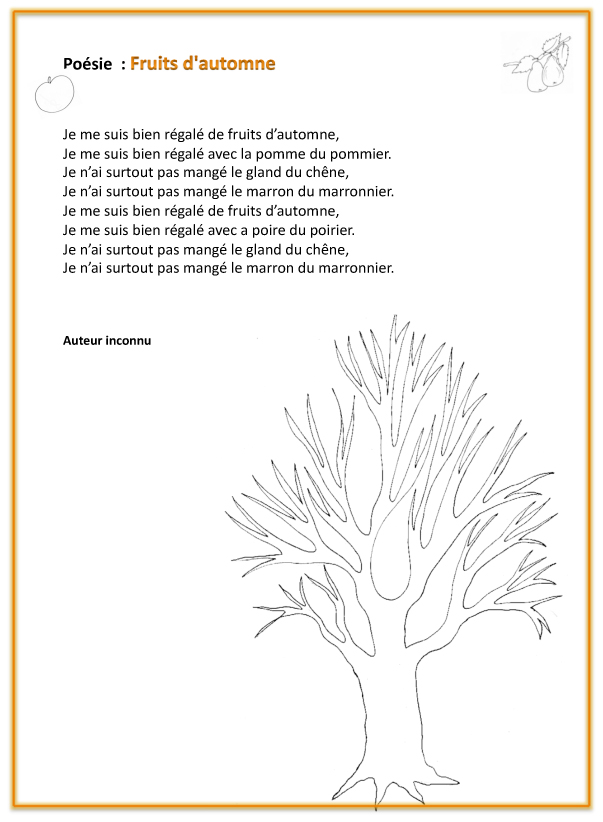 Poésie : Fruits d'automne
Je me suis bien régalé de fruits d’automne,
Je me suis bien régalé avec la pomme du pommier.
Je n’ai surtout pas mangé le gland du chêne,
Je n’ai surtout pas mangé le marron du marronnier.
Je me suis bien régalé de fruits d’automne,
Je me suis bien régalé avec a poire du poirier.
Je n’ai surtout pas mangé le gland du chêne,
Je n’ai surtout pas mangé le marron du marronnier.
Auteur inconnu